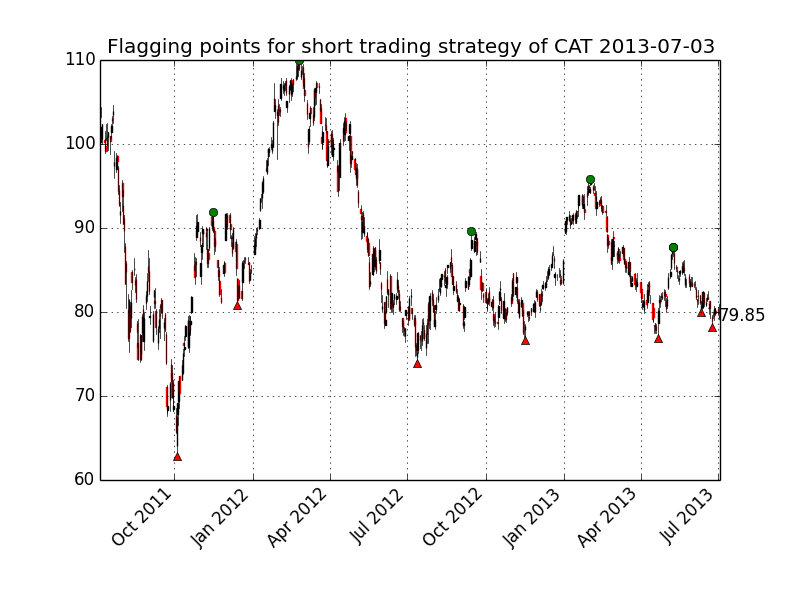 Flagging points for short trading strategy of CAT 2013-07-03
110
100
90
80
70
60
79.85
Oct 2011
Jan 2012
Apr 2012
Jul 2012
Oct 2012
Jan 2013
Apr 2013
Jul 2013